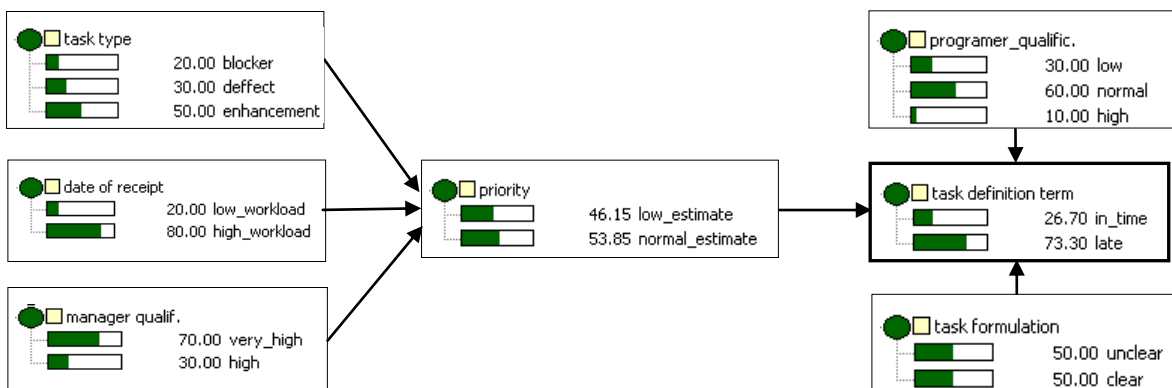 task type
20.00 blocker
30.00 deffect
50.00 enhancement
date of receipt
20.00 low_workload
80.00 high_workload
manager qualif.
70.00 very_high
30.00 high
priority
46.15 low_estimate
53.85 normal_estimate
programer_qualific.
30.00 low
60.00 normal
10.00 high
task definition term
26.70 in_time
73.30 late
task formulation
50.00 unclear
50.00 clear